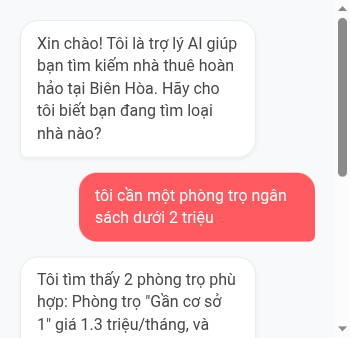 Xin chào! Tôi là trợ lý AI giúp
bạn tìm kiếm nhà thuê hoàn
hảo tại Biên Hòa. Hãy cho
tôi biết bạn đang tìm loại
nhà nào?
tôi cần một phòng trọ ngân
sách dưới 2 triệu
Tôi tìm thấy 2 phòng trọ phù
hợp: Phòng trọ "Gần cơ sở
1" giá 1.3 triệu/tháng, và